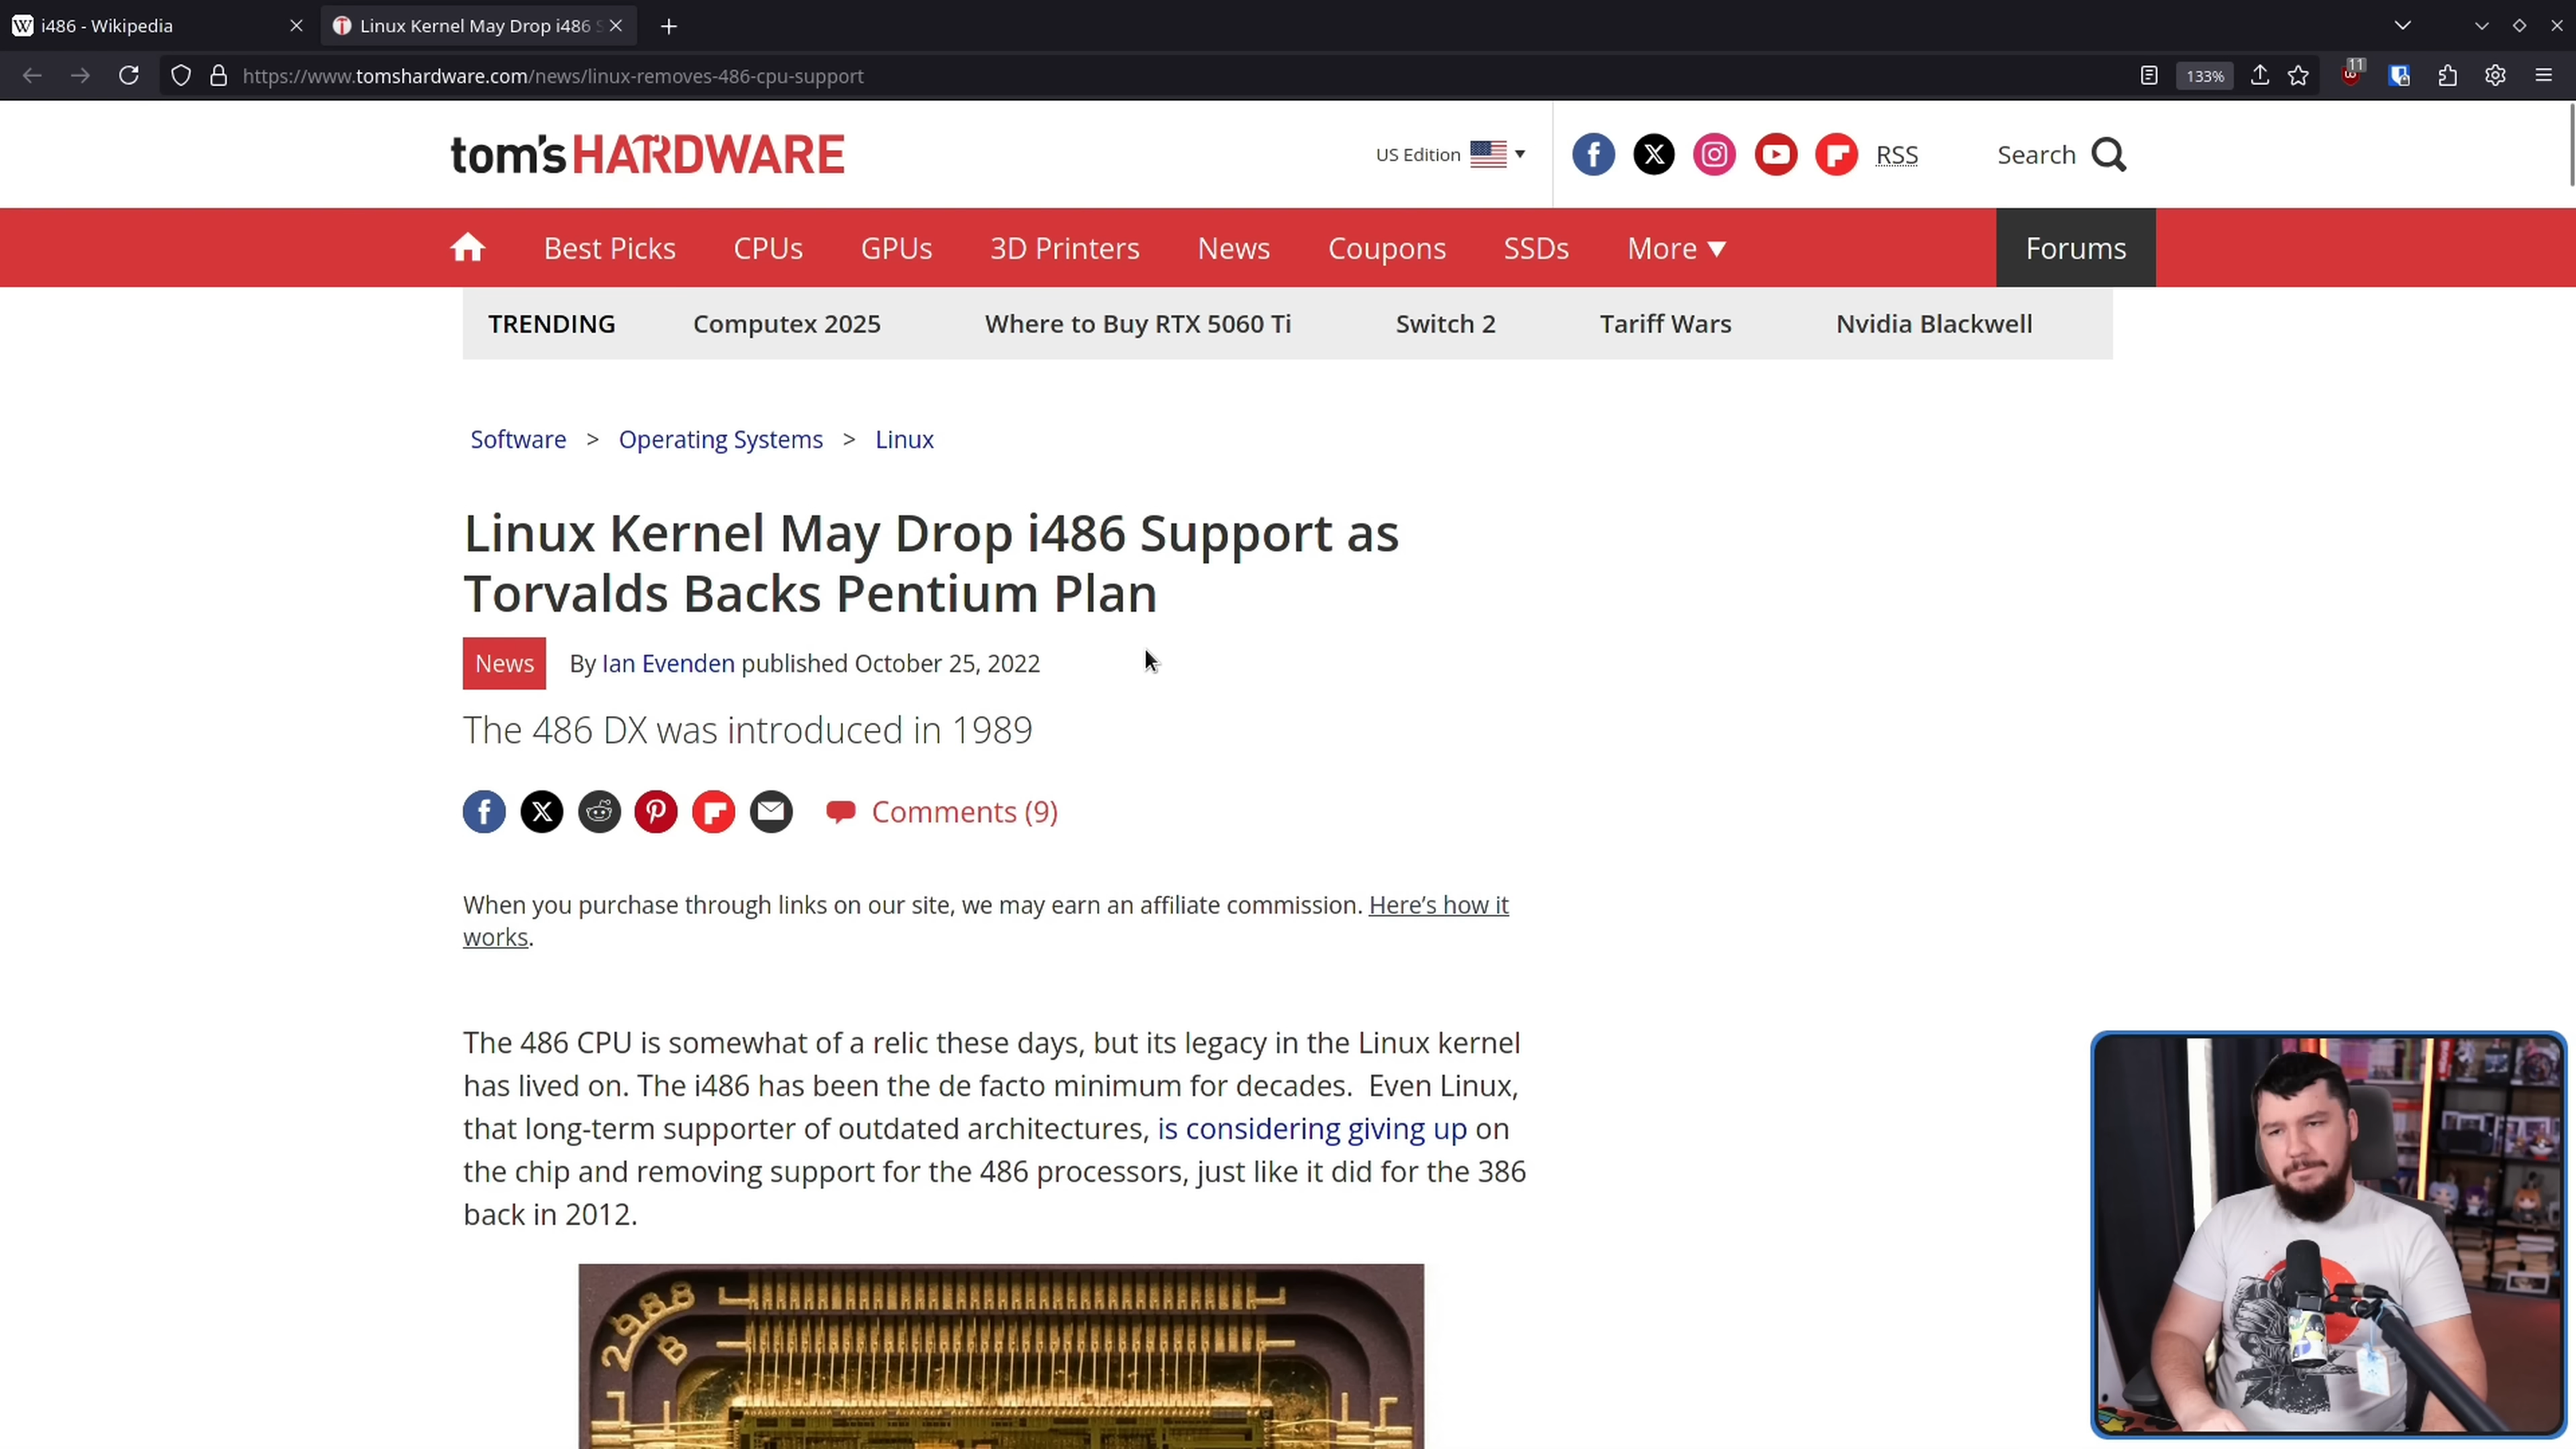 i486 - Wikipedia
Linux Kernel May Drop i486 S
https://www.tomshardware.com/news/linux-removes-486-cpu-support
133%
11
tom's HARDWARE
US Edition
RSS
Search
Best Picks
CPUs
GPUs
3D Printers
News
Coupons
SSDs
More
Forums
TRENDING
Computex 2025
Where to Buy RTX 5060 Ti
Switch 2
Tariff Wars
Nvidia Blackwell
Software > Operating Systems > Linux
Linux Kernel May Drop i486 Support as
Torvalds Backs Pentium Plan
News
By Ian Evenden published October 25, 2022
The 486 DX was introduced in 1989
Comments (9)
When you purchase through links on our site, we may earn an affiliate commission. Here’s how it
works.
The 486 CPU is somewhat of a relic these days, but its legacy in the Linux kernel
has lived on. The i486 has been the de facto minimum for decades.  Even Linux,
that long-term supporter of outdated architectures, is considering giving up on
the chip and removing support for the 486 processors, just like it did for the 386
back in 2012.
2988
B